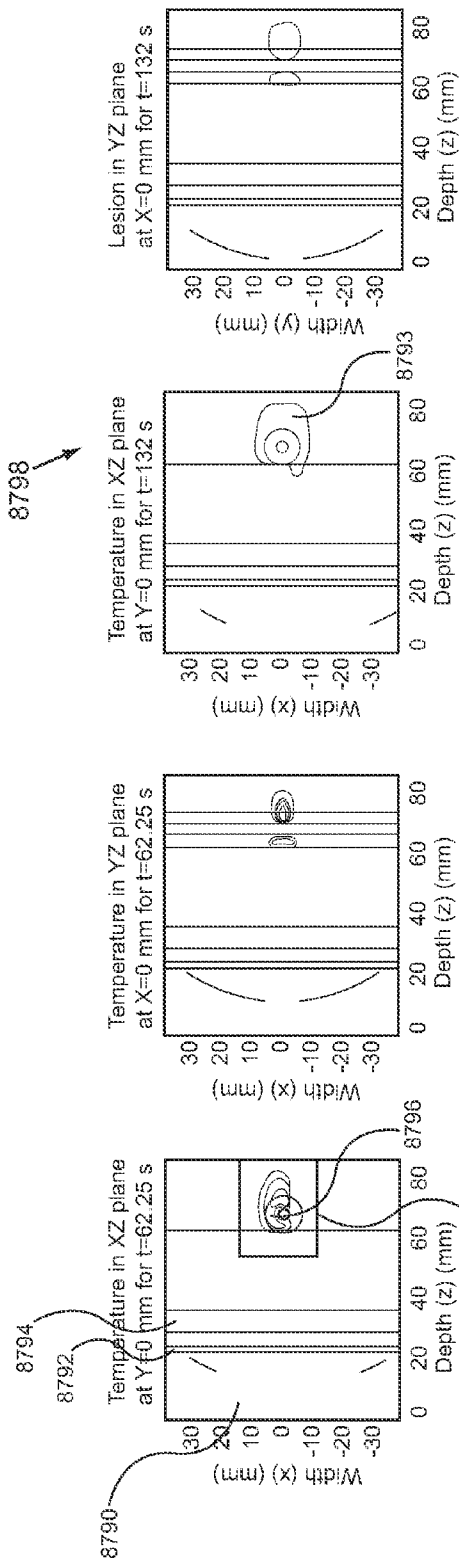 8798
8790
8792
8794
Temperature in XZ plane
at Y=0 mm for t=62.25 s
Width (x) (mm)
30
20
10
0
-10
-20
-30
0 20 40 60 80
Depth (z) (mm)
8796
Temperature in YZ plane
at X=0 mm for t=62.25 s
Width (x) (mm)
30
20
10
0
-10
-20
-30
0 20 40 60 80
Depth (z) (mm)
Temperature in XZ plane
at Y=0 mm for t=132 s
Width (x) (mm)
30
20
10
0
-10
-20
-30
0 20 40 60 80
Depth (z) (mm)
8793
Lesion in YZ plane
at X=0 mm for t=132 s
Width (y) (mm)
30
20
10
0
-10
-20
-30
0 20 40 60 80
Depth (z) (mm)